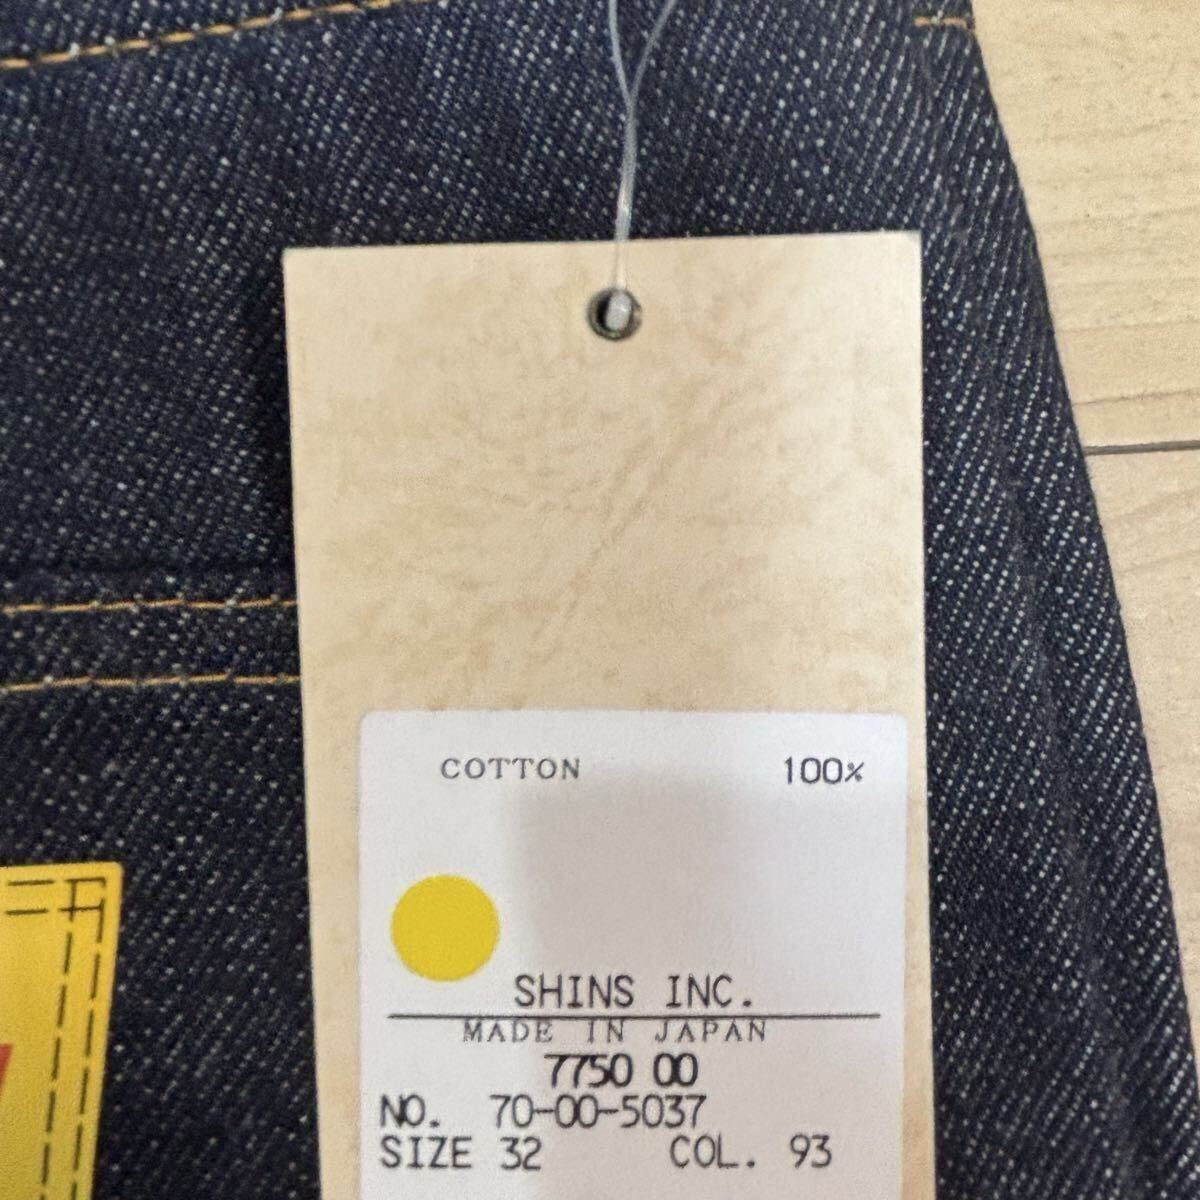 COTTON 100%
SHINS INC.
MADE IN JAPAN
7750 00
NO. 70-00-5037
SIZE 32 COL. 93